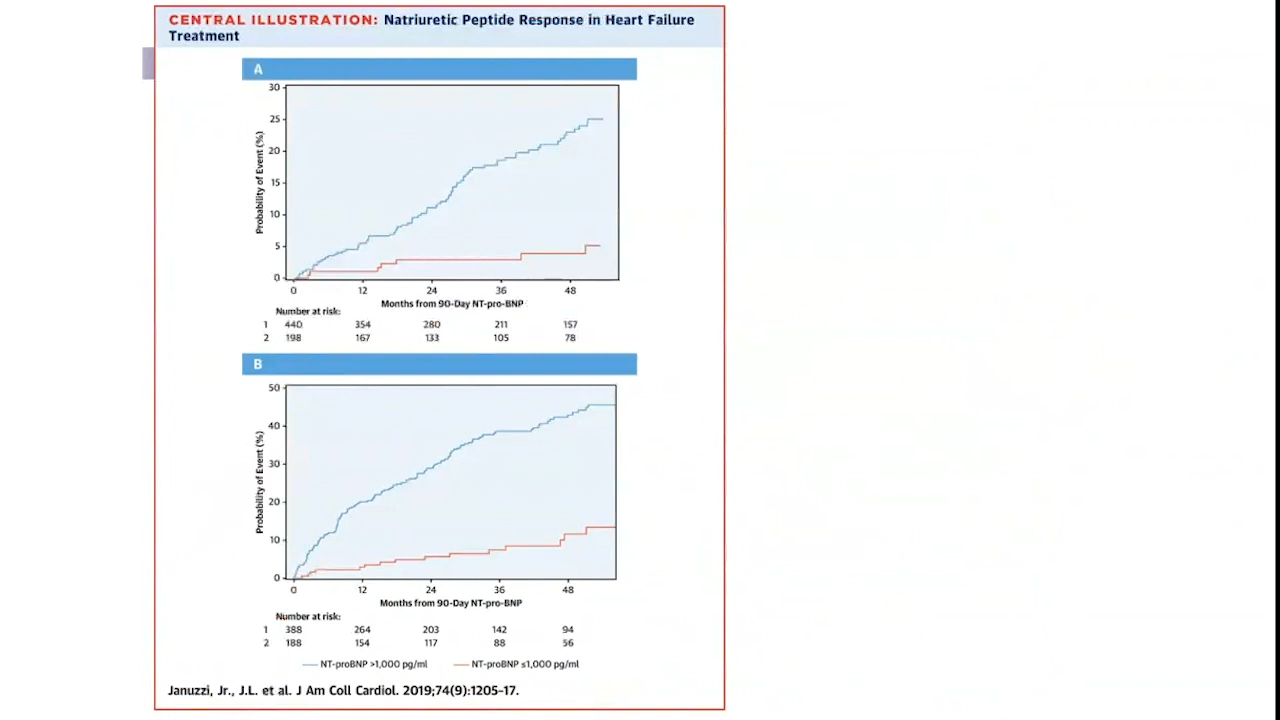 CENTRAL ILLUSTRATION: Natriuretic Peptide Response in Heart Failure
Treatment
A
30
25
20
15
10
5
0
Probability of Event (%)
0 12 24 36 48
Months from 90-Day NT-pro-BNP
Number at risk:
1 440 354 280 211 157
2 198 167 133 105 78
B
50
40
30
20
10
0
Probability of Event (%)
0 12 24 36 48
Months from 90-Day NT-pro-BNP
Number at risk:
1 388 264 203 142 94
2 188 154 117 88 56
NT-proBNP >1,000 pg/ml NT-proBNP ≤1,000 pg/ml
Januzzi, Jr., J.L. et al. J Am Coll Cardiol. 2019;74(9):1205–17.